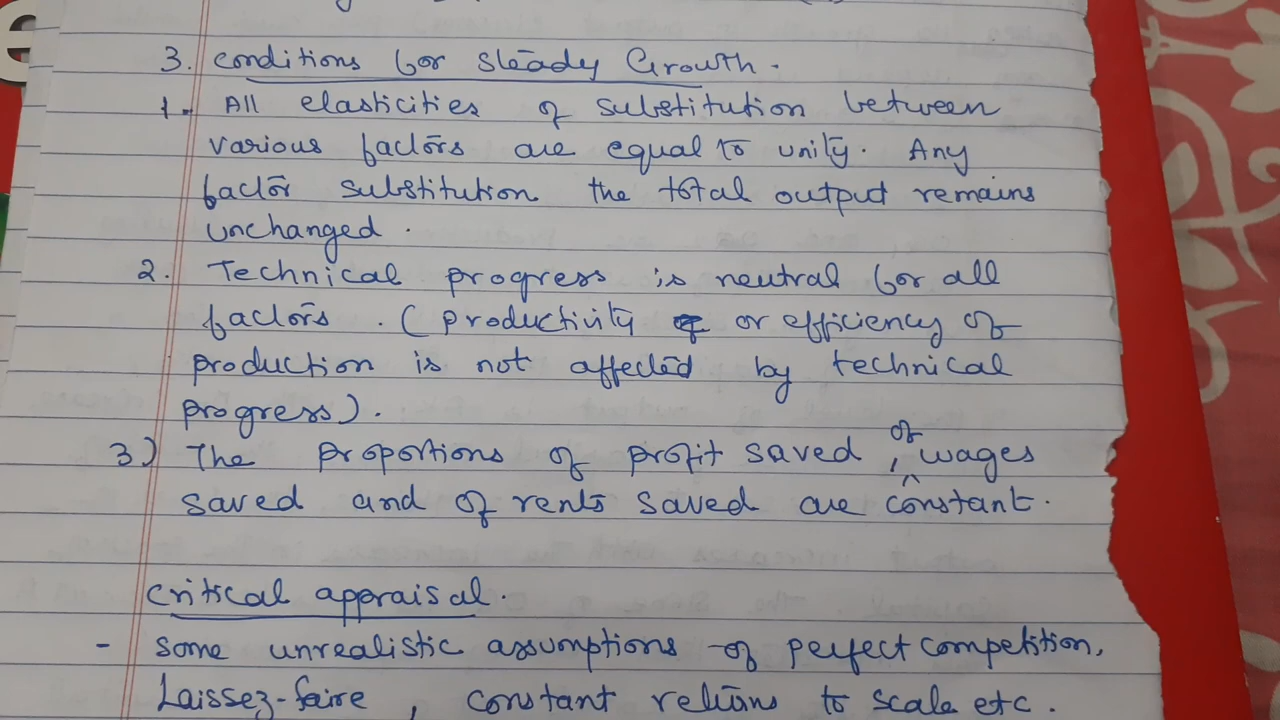 3. Conditions for Steady Growth.
1. All elasticities of substitution between
various factors are equal to unity. Any
factor substitution the total output remains
unchanged.
2. Technical progress is neutral for all
factors. (productivity or efficiency of
production is not affected by technical
progress).
3) The proportions of profit saved, of wages
saved and of rents saved are constant.
Critical appraisal.
- Some unrealistic assumptions of perfect competition,
Laissez-faire, constant returns to scale etc.